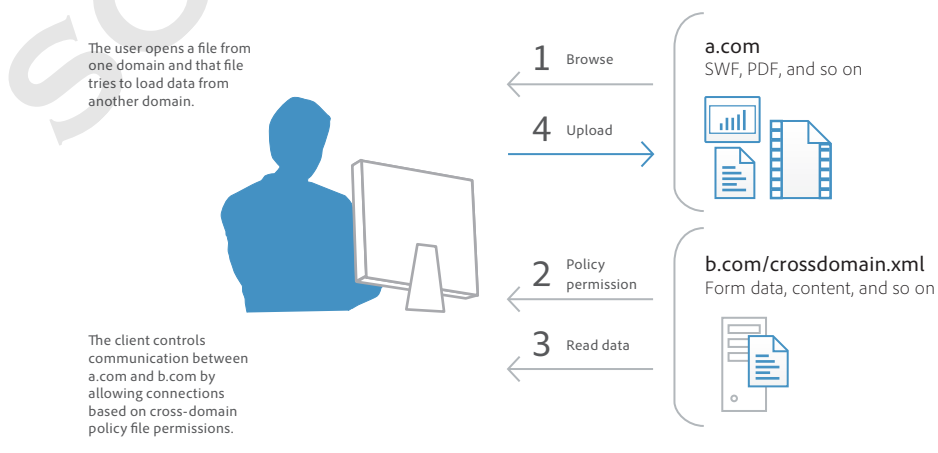 The user opens a file from
one domain and that file
tries to load data from
another domain.
1 Browse
4 Upload
a.com
SWF, PDF, and so on
2 Policy
permission
3 Read data
b.com/crossdomain.xml
Form data, content, and so on
The client controls
communication between
a.com and b.com by
allowing connections
based on cross-domain
policy file permissions.